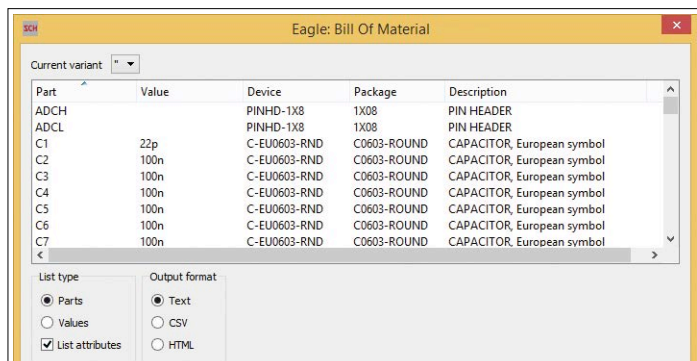 SCH Eagle: Bill Of Material
Current variant ''
Part Value Device Package Description
ADCH PINHD-1X8 1X08 PIN HEADER
ADCL PINHD-1X8 1X08 PIN HEADER
C1 22p C-EU0603-RND C0603-ROUND CAPACITOR, European symbol
C2 100n C-EU0603-RND C0603-ROUND CAPACITOR, European symbol
C3 100n C-EU0603-RND C0603-ROUND CAPACITOR, European symbol
C4 100n C-EU0603-RND C0603-ROUND CAPACITOR, European symbol
C5 100n C-EU0603-RND C0603-ROUND CAPACITOR, European symbol
C6 100n C-EU0603-RND C0603-ROUND CAPACITOR, European symbol
C7 100n C-EU0603-RND C0603-ROUND CAPACITOR, European symbol
List type Output format
Parts Text
Values CSV
List attributes HTML